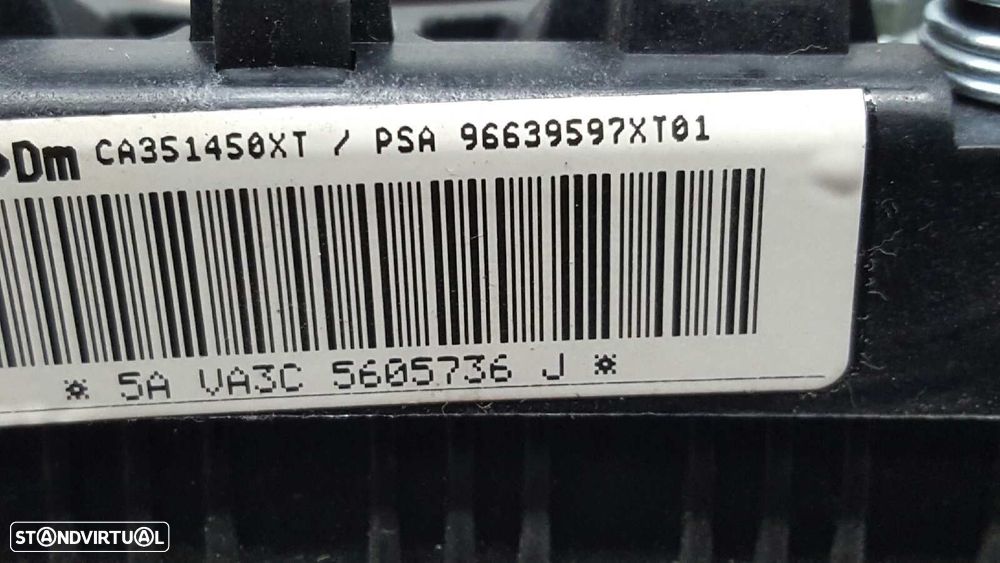 Dm CA351450XT / PSA 96639597XT01
* 5A VA3C 5605736 J *
STANDVIRTUAL